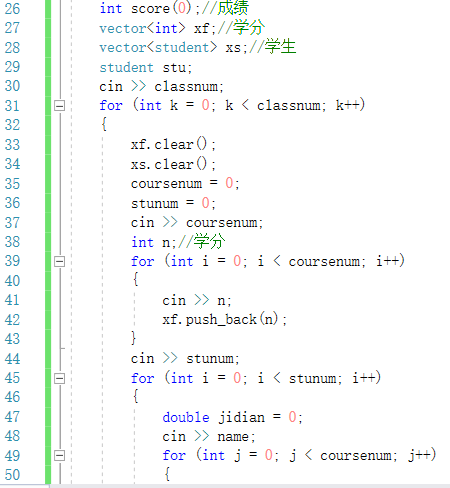 26 int score(0);//成绩
27 vector<int> xf;//学分
28 vector<student> xs;//学生
29 student stu;
30 cin >> classnum;
31 for (int k = 0; k < classnum; k++)
32 {
33 xf.clear();
34 xs.clear();
35 coursenum = 0;
36 stunum = 0;
37 cin >> coursenum;
38 int n;//学分
39 for (int i = 0; i < coursenum; i++)
40 {
41 cin >> n;
42 xf.push_back(n);
43 }
44 cin >> stunum;
45 for (int i = 0; i < stunum; i++)
46 {
47 double jidian = 0;
48 cin >> name;
49 for (int j = 0; j < coursenum; j++)
50 {